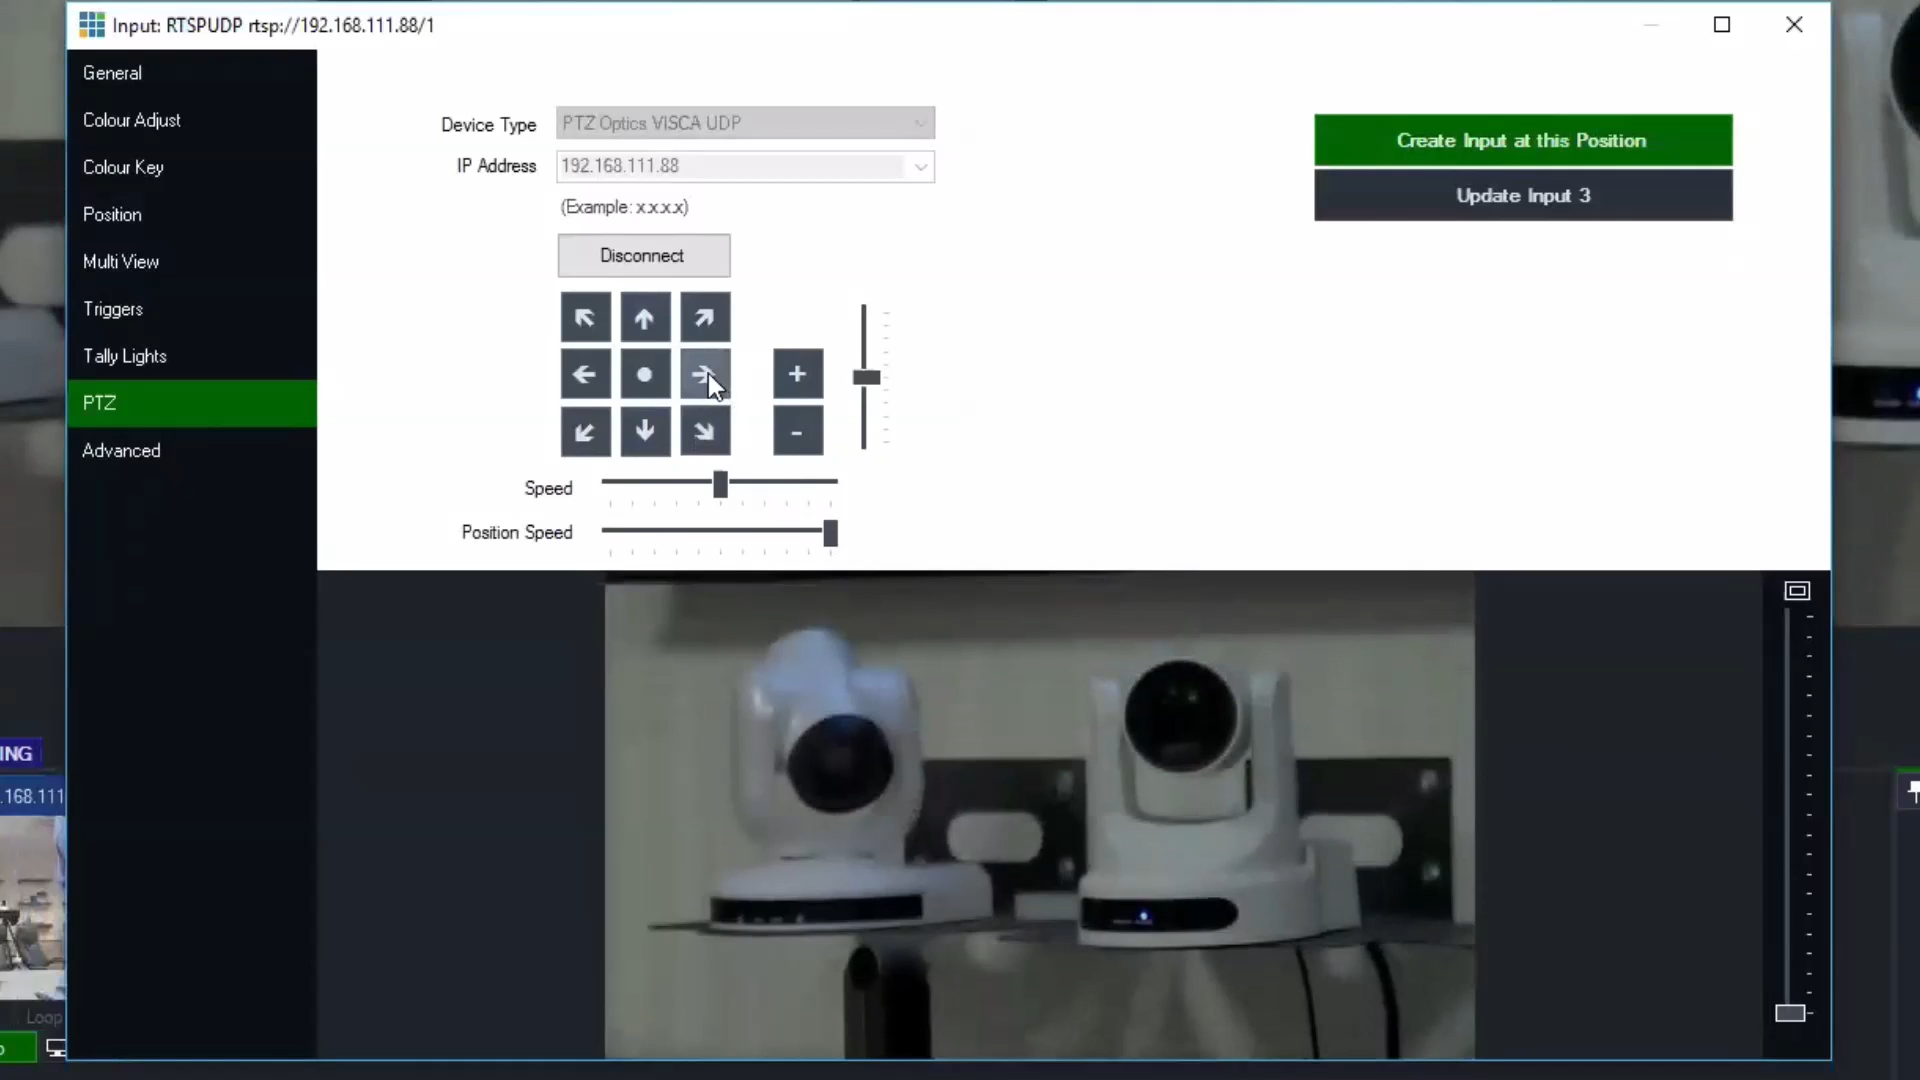 Input: RTSPUDP rtsp://192.168.111.88/1
General
Colour Adjust
Colour Key
Position
Multi View
Triggers
Tally Lights
PTZ
Advanced
Device Type
PTZ Optics VISCA UDP
IP Address
192.168.111.88
(Example: x.x.x.x)
Disconnect
+
-
Speed
Position Speed
Create Input at this Position
Update Input 3
ING
.168.111
Loop